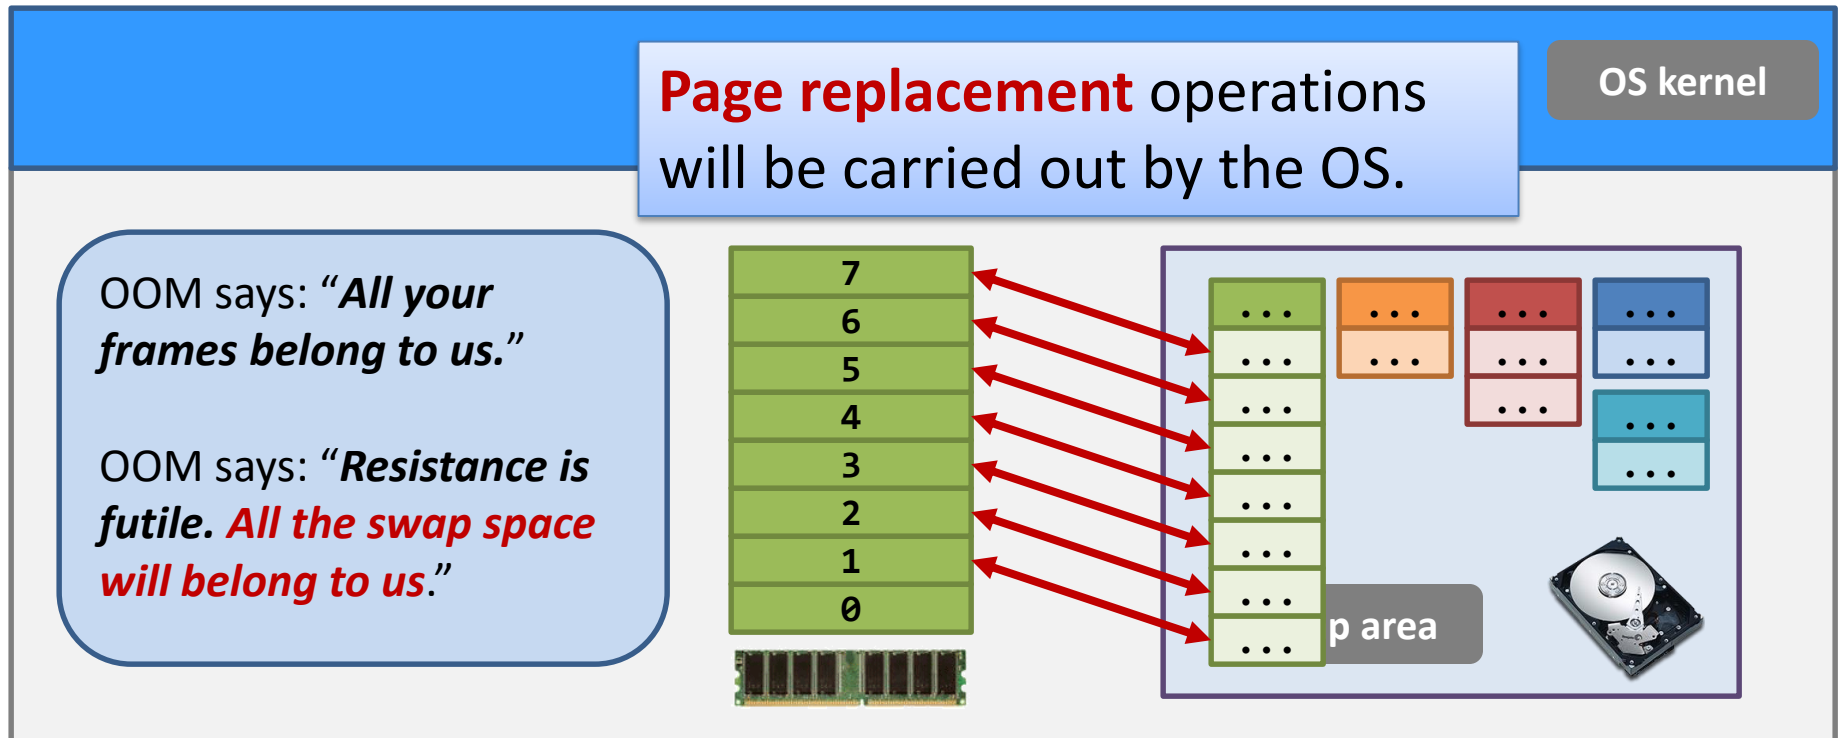 Page replacement operations
will be carried out by the OS.
OS kernel
OOM says: “All your
frames belong to us.”
OOM says: “Resistance is
futile. All the swap space
will belong to us.”
7
6
5
4
3
2
1
0
... ... ... ...
... ... ... ...
... ...
... ...
... ...
...
...
...
p area